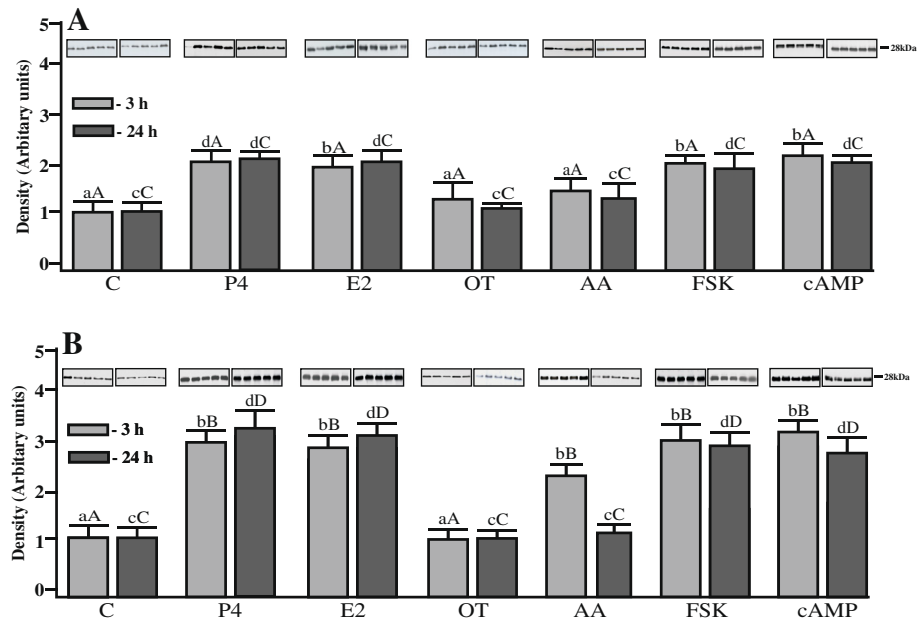 A
5
4
3
2
1
0
Density (Arbitary units)
28kDa
- 3 h
- 24 h
aA cC dA dC bA dC aA cC aA cC bA dC bA dC
C P4 E2 OT AA FSK cAMP
B
5
4
3
2
1
0
Density (Arbitary units)
28kDa
- 3 h
- 24 h
aA cC bB dD bB dD aA cC bB cC bB dD bB dD
C P4 E2 OT AA FSK cAMP